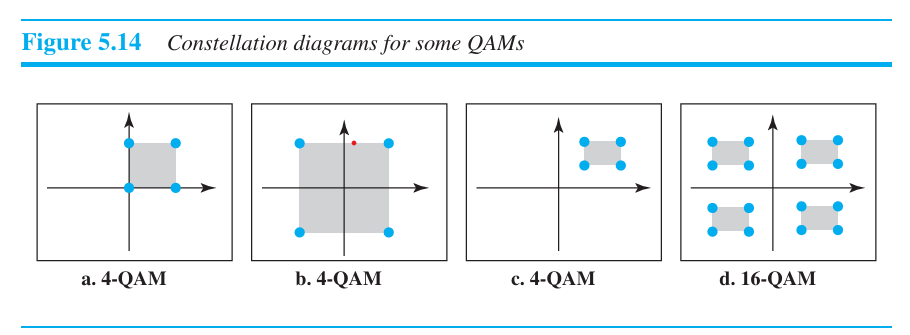 Figure 5.14 Constellation diagrams for some QAMs
a. 4-QAM b. 4-QAM c. 4-QAM d. 16-QAM